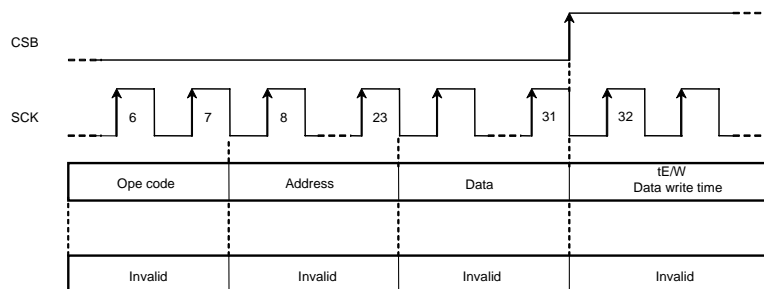 CSB
SCK
6 7 8 23 31 32
Ope code Address Data tE/W
Data write time
Invalid Invalid Invalid Invalid